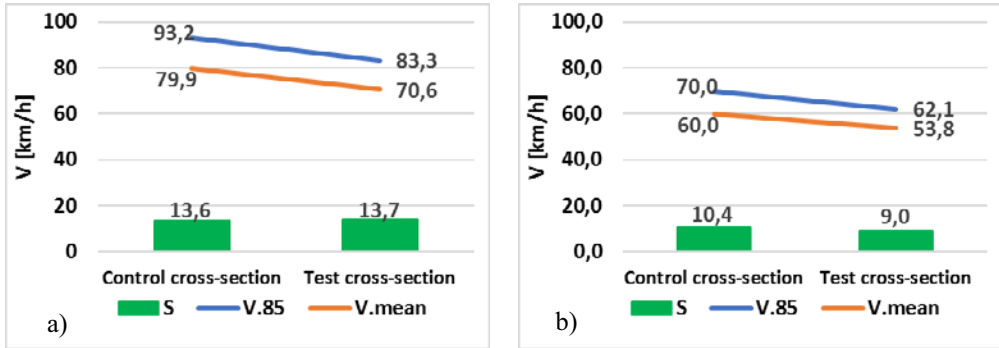 100
80
60
40
20
0
V [km/h]
93,2
83,3
79,9
70,6
13,6
13,7
Control cross-section
Test cross-section
S
V.85
V.mean
a)
100,0
80,0
60,0
40,0
20,0
0,0
V [km/h]
70,0
62,1
60,0
53,8
10,4
9,0
Control cross-section
Test cross-section
S
V.85
V.mean
b)